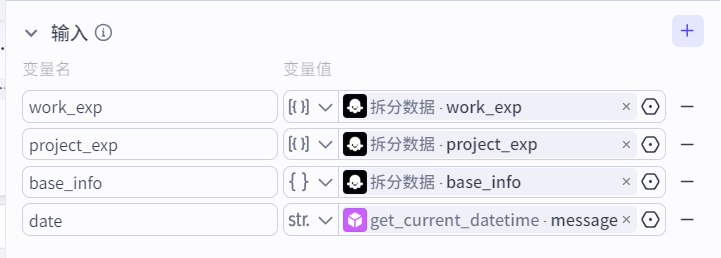 输入
变量名 变量值
work_exp [{}] 拆分数据 - work_exp ×
project_exp [{}] 拆分数据 - project_exp ×
base_info { } 拆分数据 - base_info ×
date str. get_current_datetime - message ×